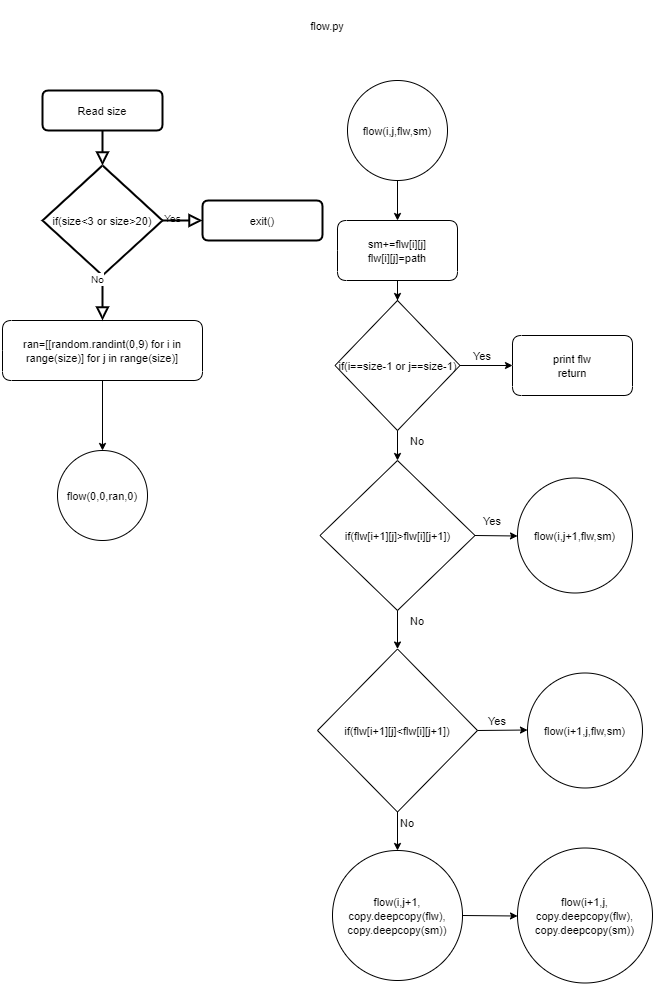 flow.py
Read size
if(size<3 or size>20)
Yes
exit()
No
ran=[[random.randint(0,9) for i in
range(size)] for j in range(size)]
flow(0,0,ran,0)
flow(i,j,flw,sm)
sm+=flw[i][j]
flw[i][j]=path
if(i==size-1 or j==size-1)
Yes
print flw
return
No
if(flw[i+1][j]>flw[i][j+1])
Yes
flow(i,j+1,flw,sm)
No
if(flw[i+1][j]<flw[i][j+1])
Yes
flow(i+1,j,flw,sm)
No
flow(i,j+1,
copy.deepcopy(flw),
copy.deepcopy(sm))
flow(i+1,j,
copy.deepcopy(flw),
copy.deepcopy(sm))